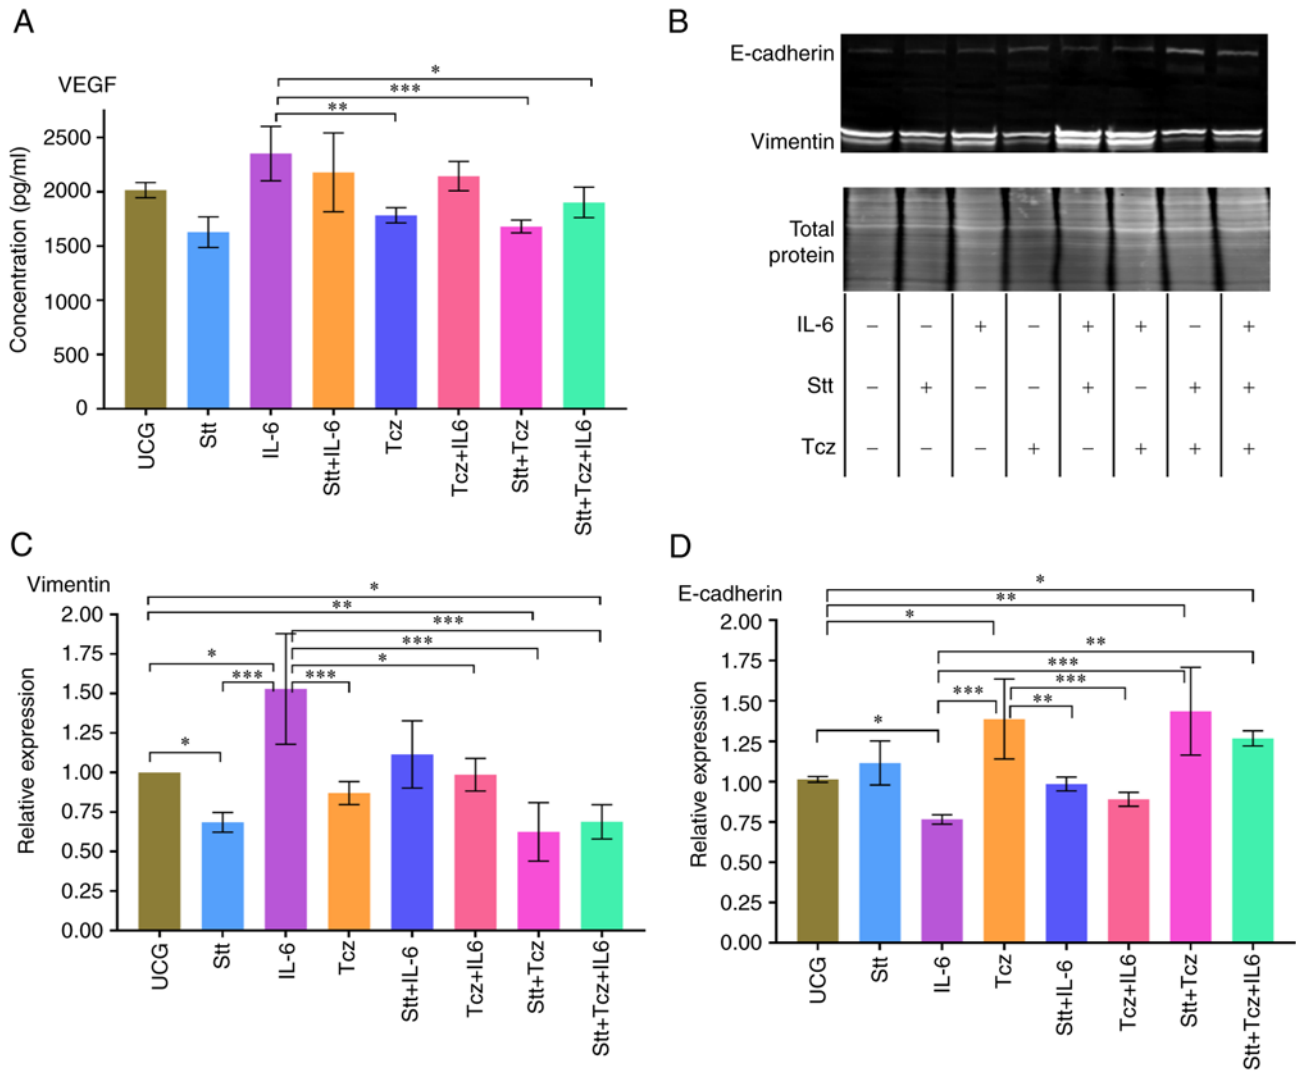 A
VEGF
Concentration (pg/ml)
2500
2000
1500
1000
500
0
*
***
**
UCG
Stt
IL-6
Stt+IL-6
Tcz
Tcz+IL6
Stt+Tcz
Stt+Tcz+IL6
B
E-cadherin
Vimentin
Total
protein
IL-6 – – + – + + – +
Stt – + – – + – + +
Tcz – – – + – + + +
C
Vimentin
Relative expression
2.00
1.75
1.50
1.25
1.00
0.75
0.50
0.25
0.00
*
**
***
***
*
*
***
***
*
UCG
Stt
IL-6
Tcz
Stt+IL-6
Tcz+IL6
Stt+Tcz
Stt+Tcz+IL6
D
E-cadherin
Relative expression
2.00
1.75
1.50
1.25
1.00
0.75
0.50
0.25
0.00
*
**
*
**
***
***
***
**
*
UCG
Stt
IL-6
Tcz
Stt+IL-6
Tcz+IL6
Stt+Tcz
Stt+Tcz+IL6